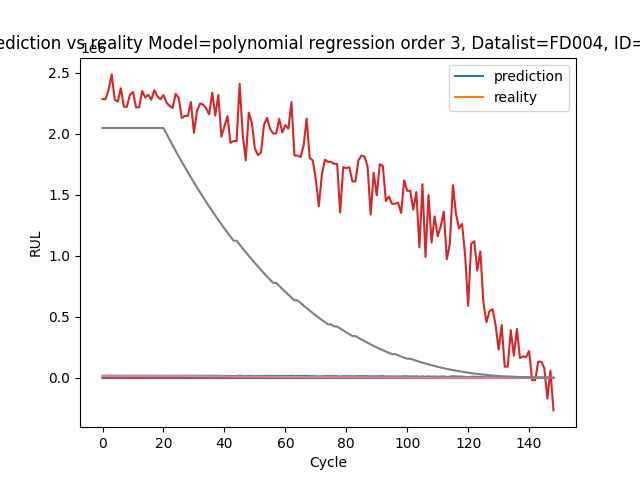 ediction vs reality Model=polynomial regression order 3, Datalist=FD004, ID=
1e6
prediction
reality
2.5
2.0
1.5
1.0
0.5
0.0
RUL
0 20 40 60 80 100 120 140
Cycle